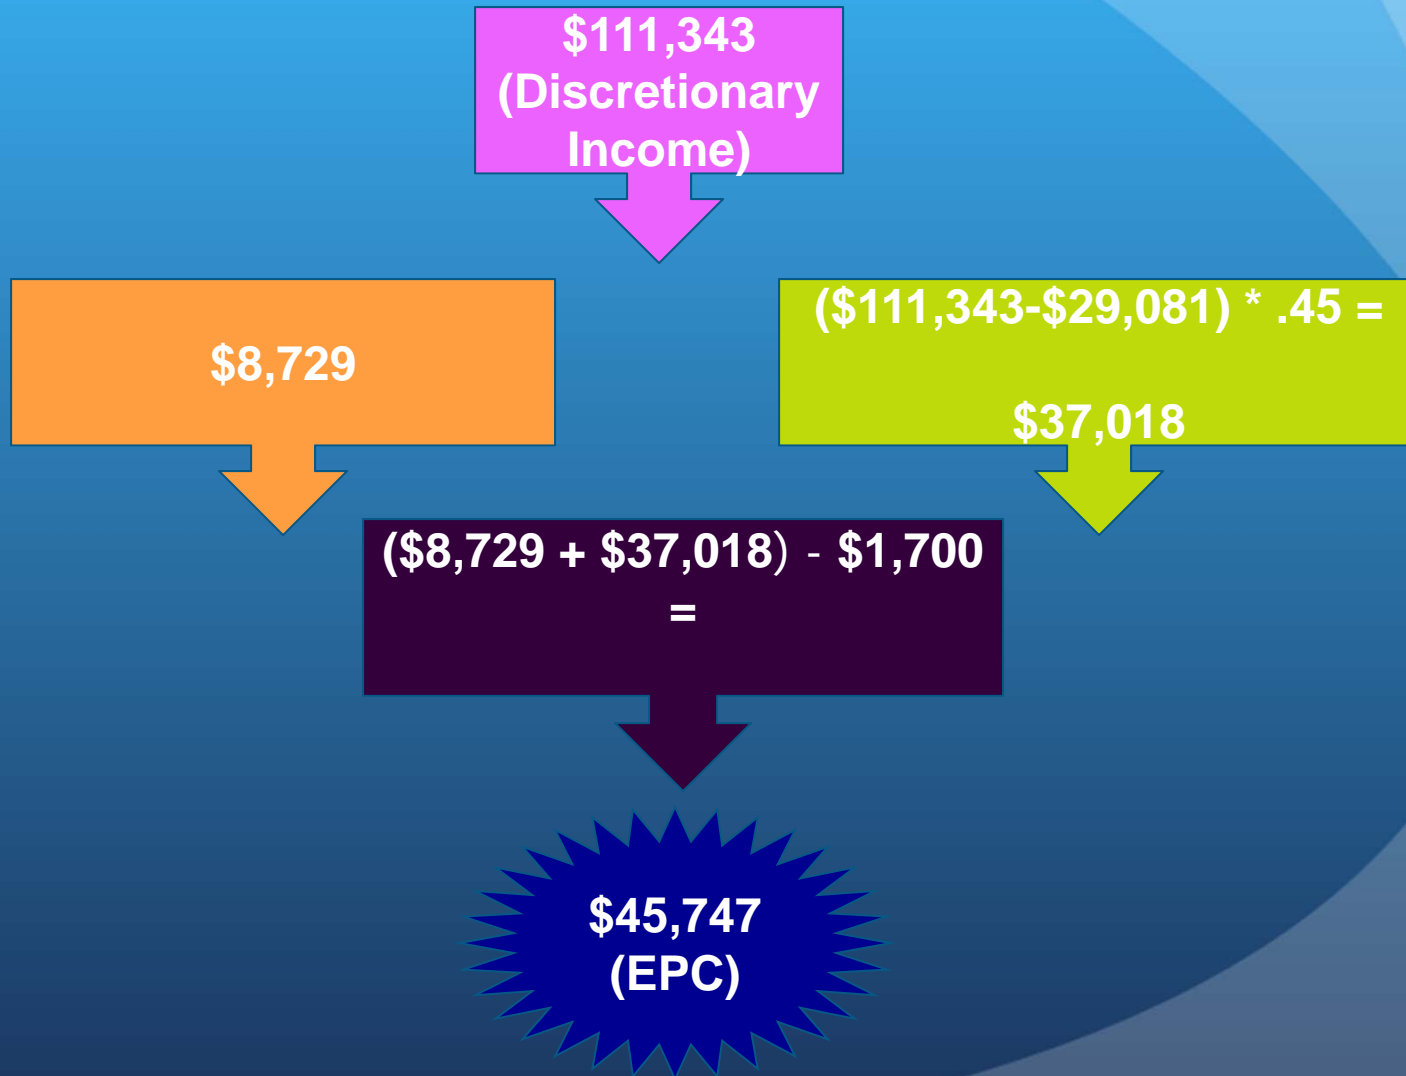 $111,343
(Discretionary
Income)
$8,729
($111,343-$29,081) * .45 =
$37,018
($8,729 + $37,018) - $1,700
=
$45,747
(EPC)